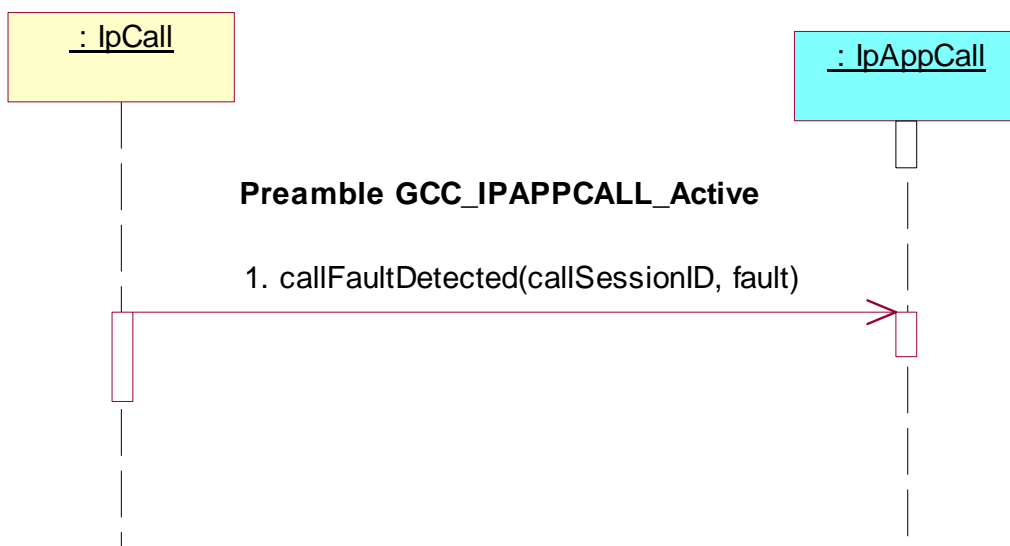 : IpCall
: IpAppCall
Preamble GCC_IPAPPCALL_Active
1. callFaultDetected(callSessionID, fault)